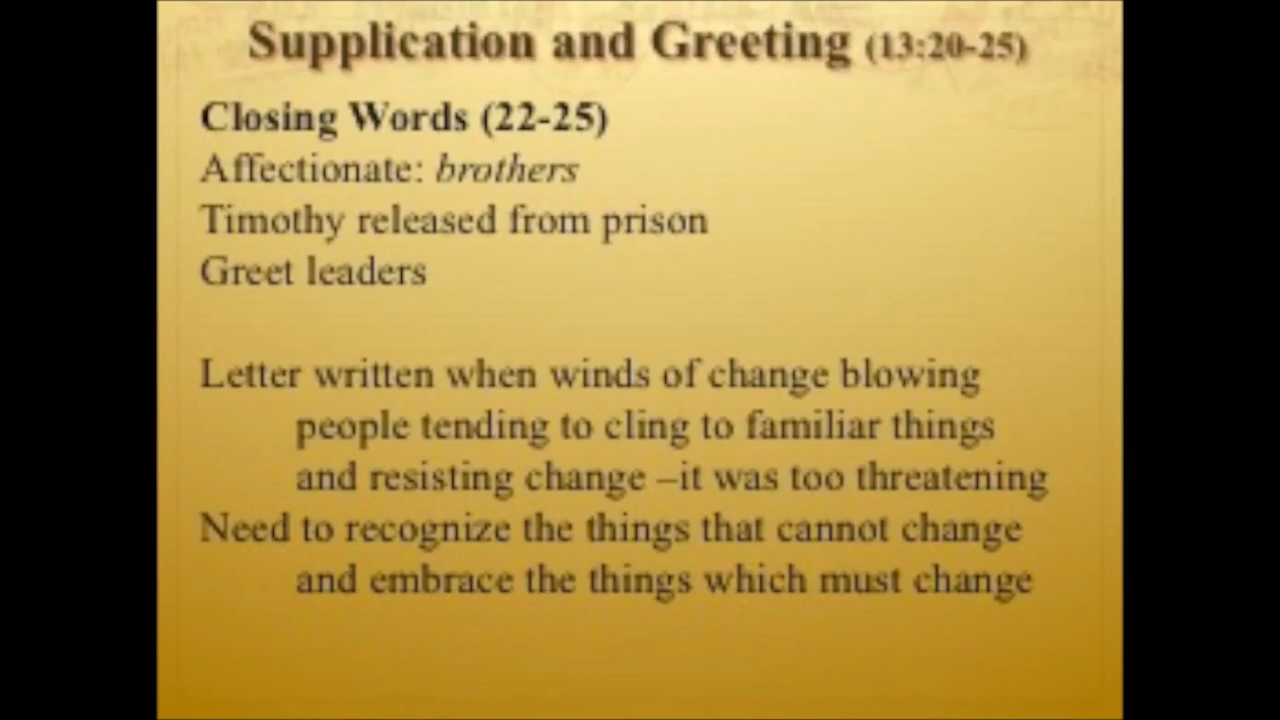 Supplication and Greeting (13:20-25)
Closing Words (22-25)
Affectionate: brothers
Timothy released from prison
Greet leaders
Letter written when winds of change blowing
people tending to cling to familiar things
and resisting change –it was too threatening
Need to recognize the things that cannot change
and embrace the things which must change